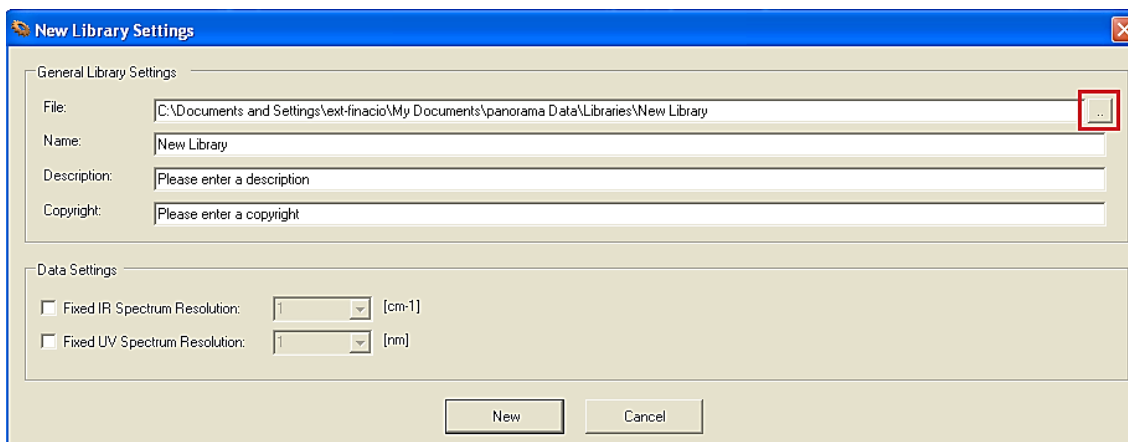 New Library Settings
General Library Settings
File: C:\Documents and Settings\ext-finacio\My Documents\panorama Data\Libraries\New Library ..
Name: New Library
Description: Please enter a description
Copyright: Please enter a copyright
Data Settings
Fixed IR Spectrum Resolution: 1 [cm-1]
Fixed UV Spectrum Resolution: 1 [nm]
New Cancel